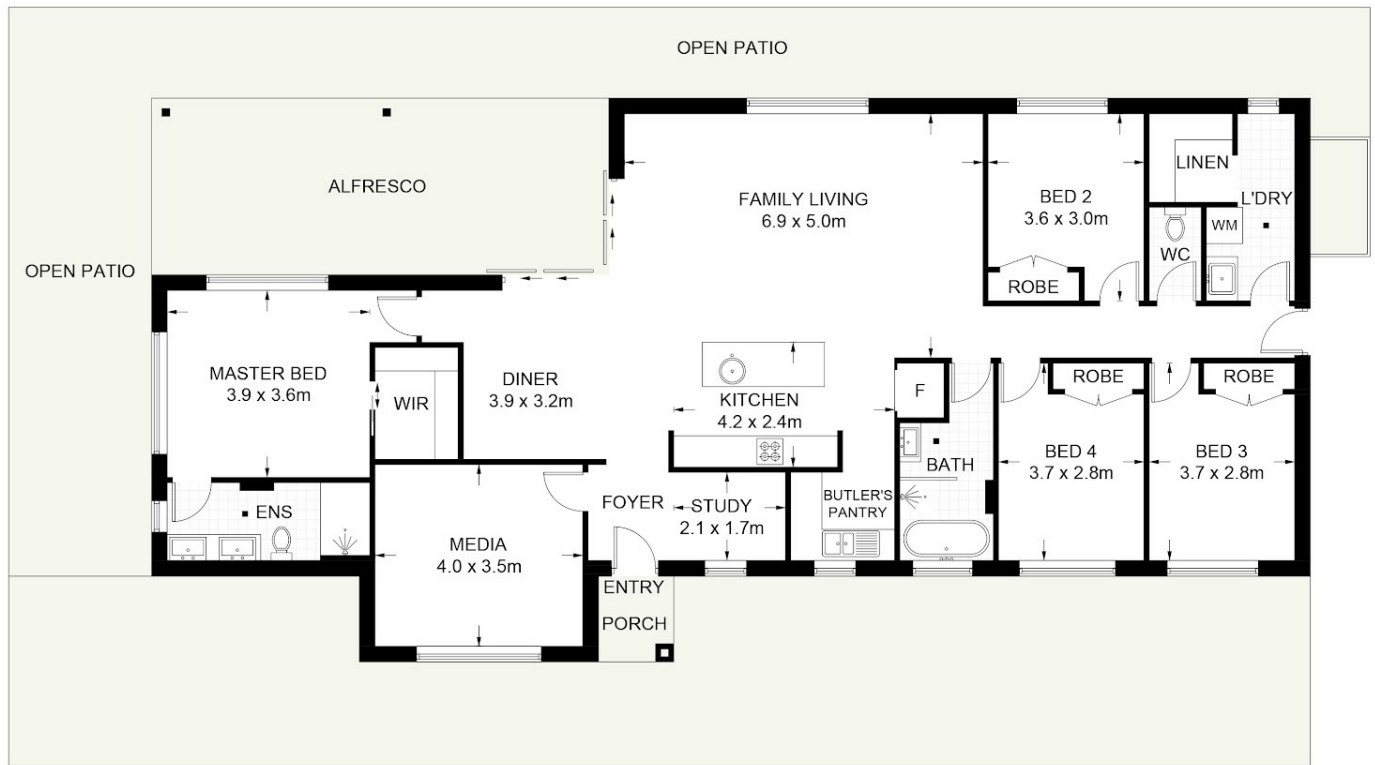 OPEN PATIO
ALFRESCO
FAMILY LIVING
6.9 x 5.0m
BED 2
3.6 x 3.0m
LINEN
L'DRY
WM
WC
ROBE
OPEN PATIO
MASTER BED
3.9 x 3.6m
WIR
DINER
3.9 x 3.2m
KITCHEN
4.2 x 2.4m
F
ROBE
ROBE
BATH
BED 4
3.7 x 2.8m
BED 3
3.7 x 2.8m
ENS
MEDIA
4.0 x 3.5m
FOYER
STUDY
2.1 x 1.7m
BUTLER'S
PANTRY
ENTRY
PORCH